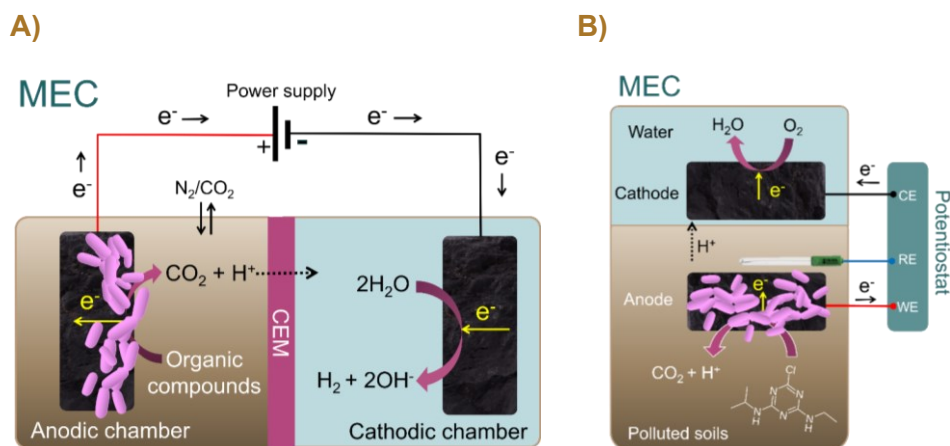 A)
MEC
Power supply
e⁻
e⁻
+
-
e⁻
e⁻
N₂/CO₂
CO₂ + H⁺
e⁻
Organic
compounds
Anodic chamber
CEM
2H₂O
e⁻
H₂ + 2OH⁻
Cathodic chamber
B)
MEC
Water
H₂O
O₂
Cathode
e⁻
e⁻
CE
H⁺
Potentiostat
RE
Anode
e⁻
e⁻
WE
CO₂ + H⁺
Cl
N
N
N
N
H
N
H
Polluted soils